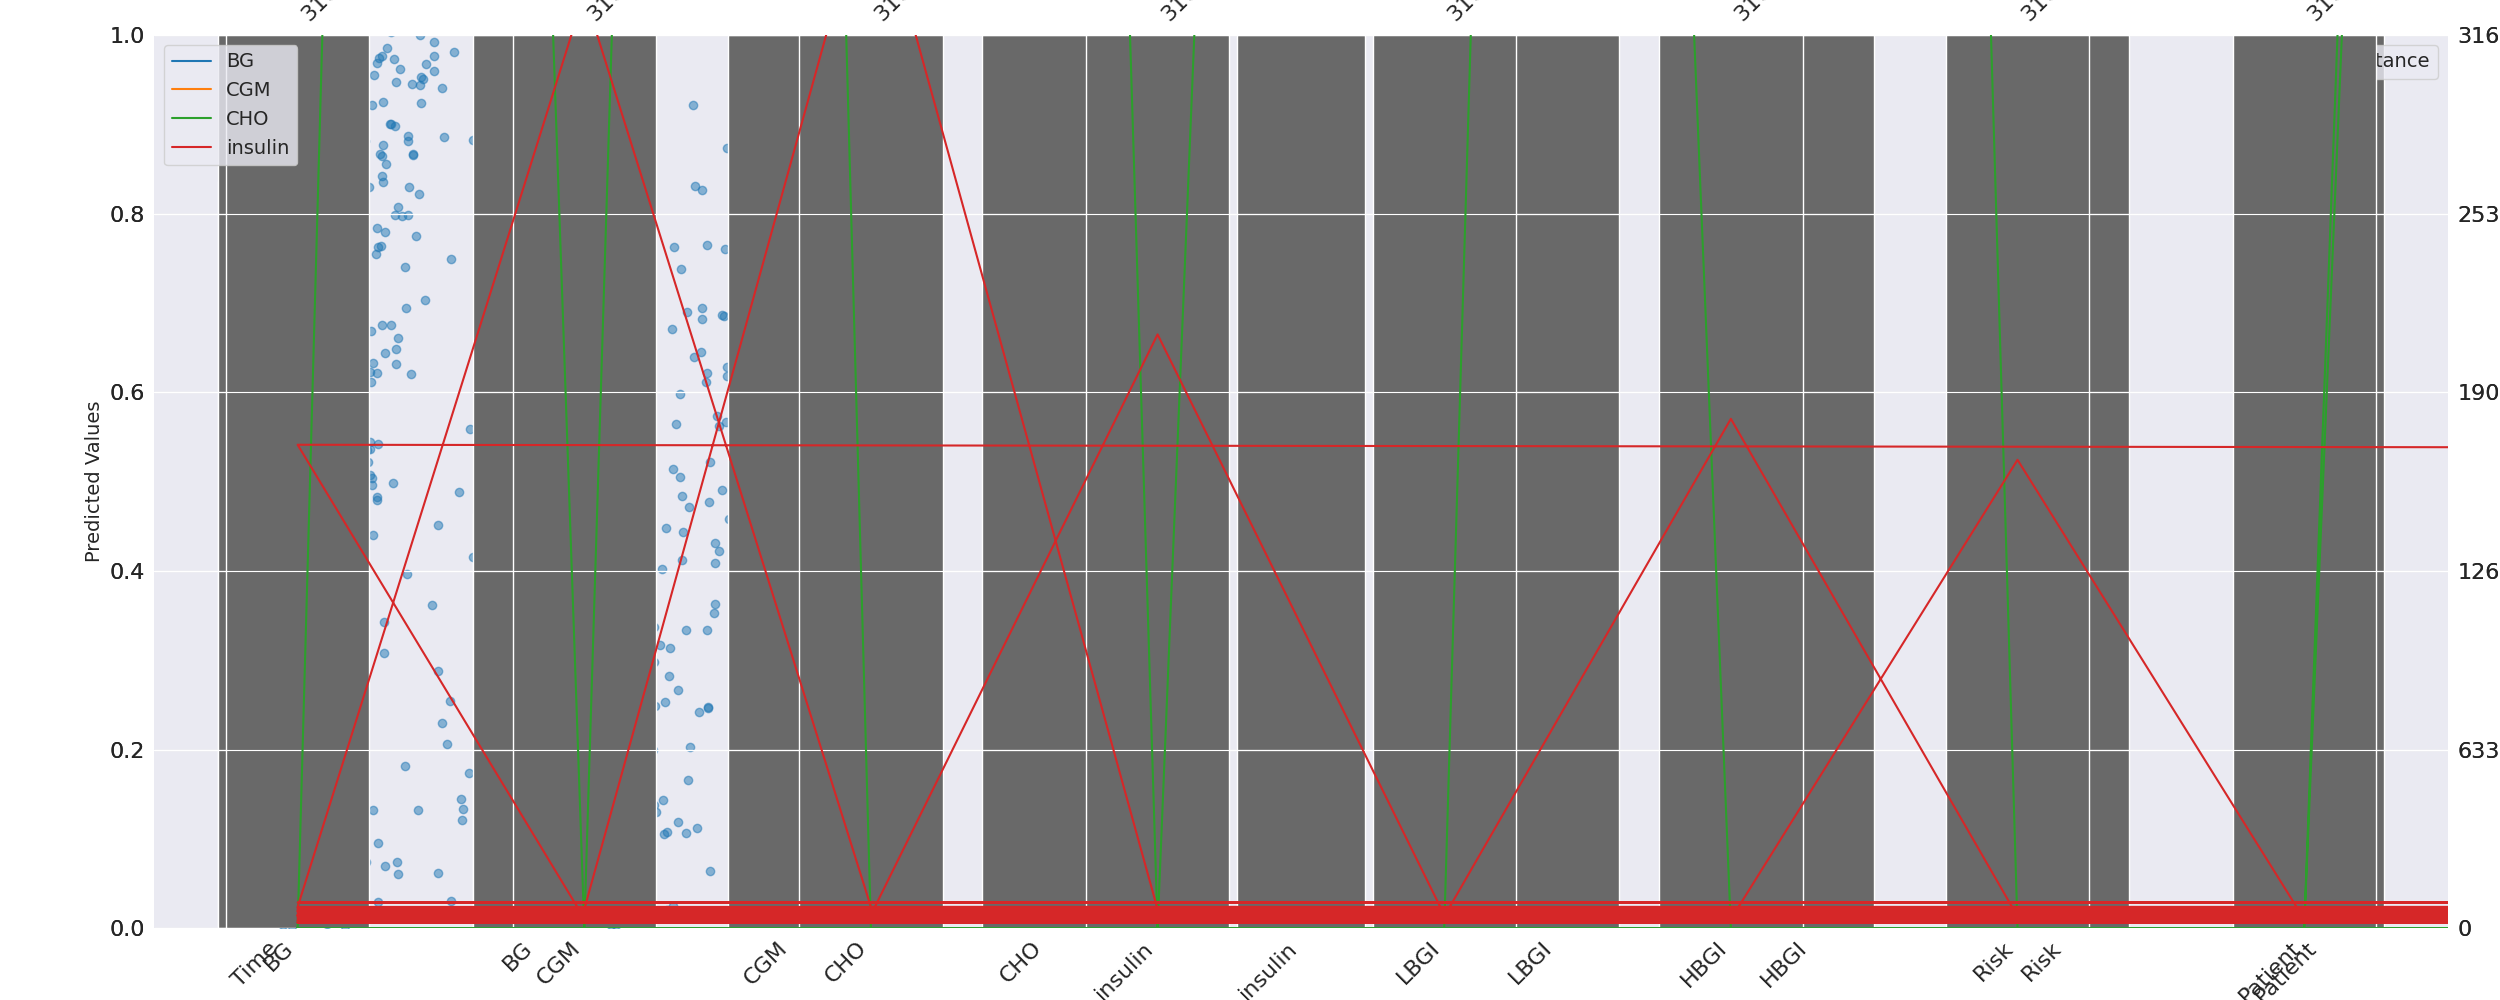 1.0
0.8
0.6
0.4
0.2
0.0
Predicted Values
BG
CGM
CHO
insulin
tance
316
253
190
126
633
0
Time
BG
BG
CGM
CGM
CHO
CHO
insulin
insulin
LBGI
LBGI
HBGI
HBGI
Risk
Risk
Patient
Patient